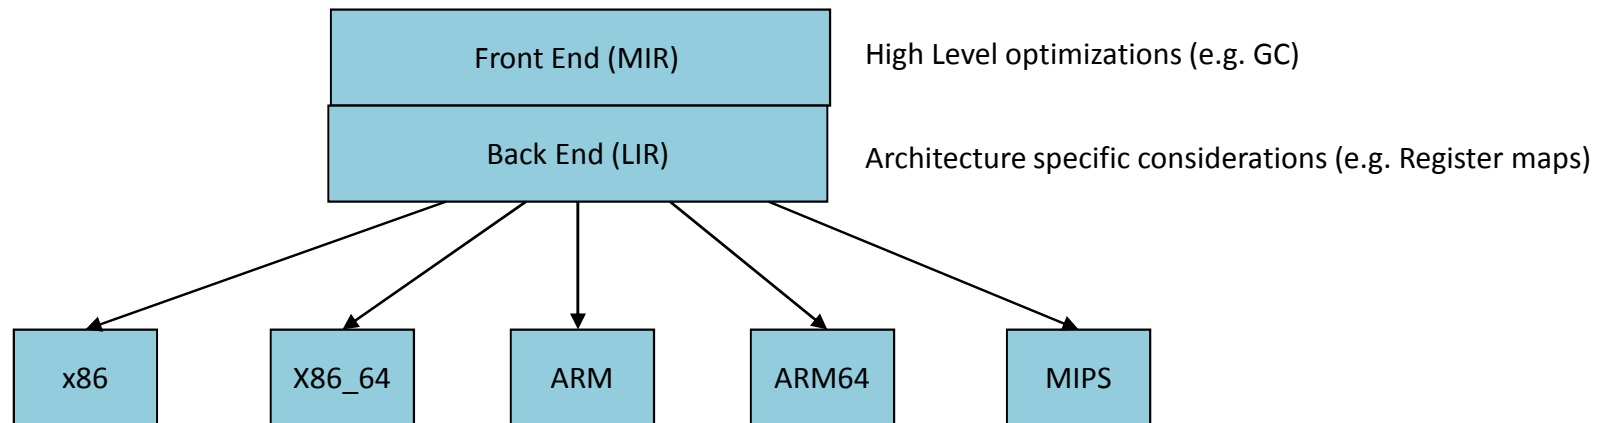 Front End (MIR)
High Level optimizations (e.g. GC)
Back End (LIR)
Architecture specific considerations (e.g. Register maps)
x86
X86_64
ARM
ARM64
MIPS